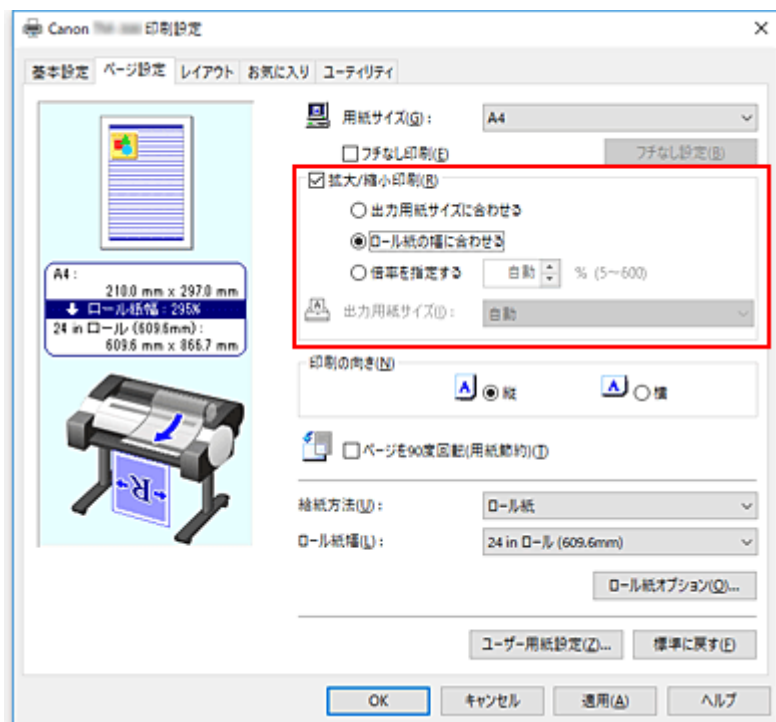 Canon 印刷設定
基本設定 ページ設定 レイアウト お気に入り ユーティリティ
用紙サイズ(G): A4
フチなし印刷(E) フチなし設定(B)
拡大/縮小印刷(R)
出力用紙サイズに合わせる
ロール紙の幅に合わせる
倍率を指定する 自動 % (5～600)
出力用紙サイズ(I): 自動
A4:
210.0 mm x 297.0 mm
ロール紙幅: 295%
24 in ロール (609.6mm):
609.6 mm x 866.7 mm
R
印刷の向き(N)
A 縦 A 横
ページを90度回転(用紙節約)(T)
給紙方法(U): ロール紙
ロール紙幅(L): 24 in ロール (609.6mm)
ロール紙オプション(O)...
ユーザー用紙設定(Z)... 標準に戻す(F)
OK キャンセル 適用(A) ヘルプ